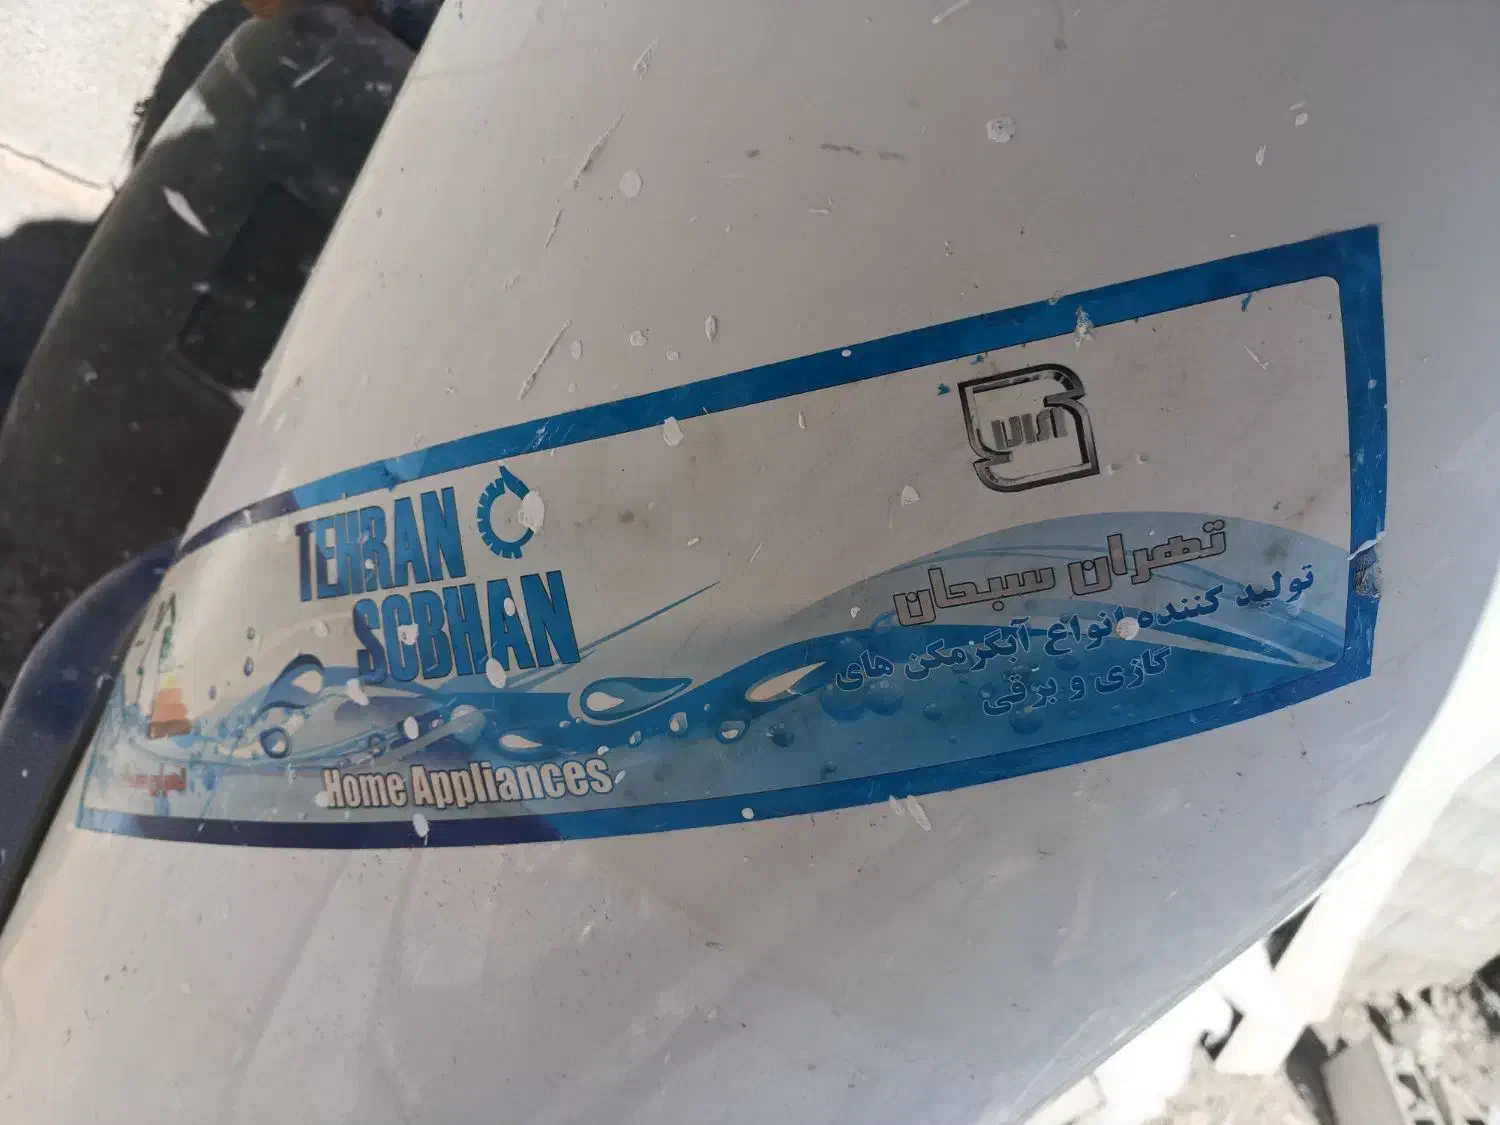 TEHRAN
SCBHAN
Home Appliances
تهران سبحان
تولید کننده انواع آبگرمکن های
گازی و برقی